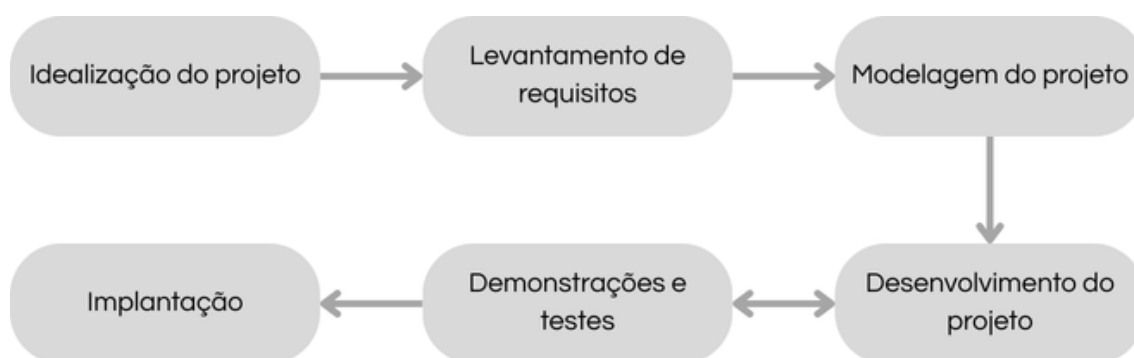 Idealização do projeto
Levantamento de
requisitos
Modelagem do projeto
Desenvolvimento do
projeto
Demonstrações e
testes
Implantação